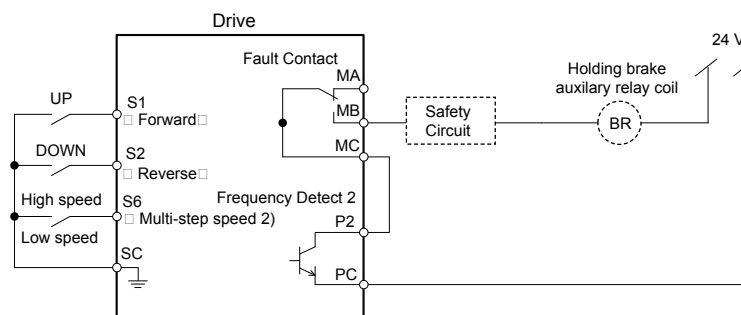 Drive
Fault Contact
MA
MB
MC
24 V
Holding brake
auxilary relay coil
BR
Safety
Circuit
UP
S1
□ Forward□
DOWN
S2
□ Reverse□
High speed
Low speed
S6
□ Multi-step speed 2)
SC
Frequency Detect 2
P2
PC